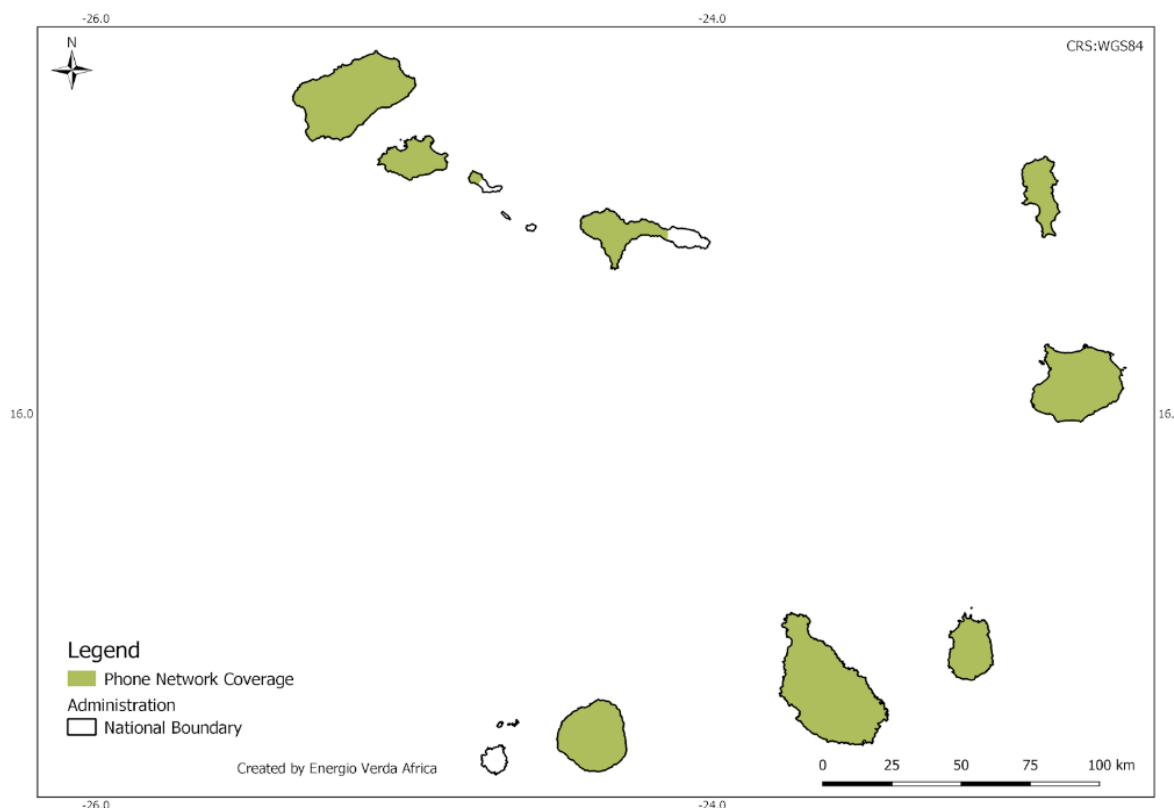 -26.0
-24.0
N
CRS:WGS84
16.0
16.
Legend
Phone Network Coverage
Administration
National Boundary
Created by Energio Verda Africa
0 25 50 75 100 km
-26.0
-24.0